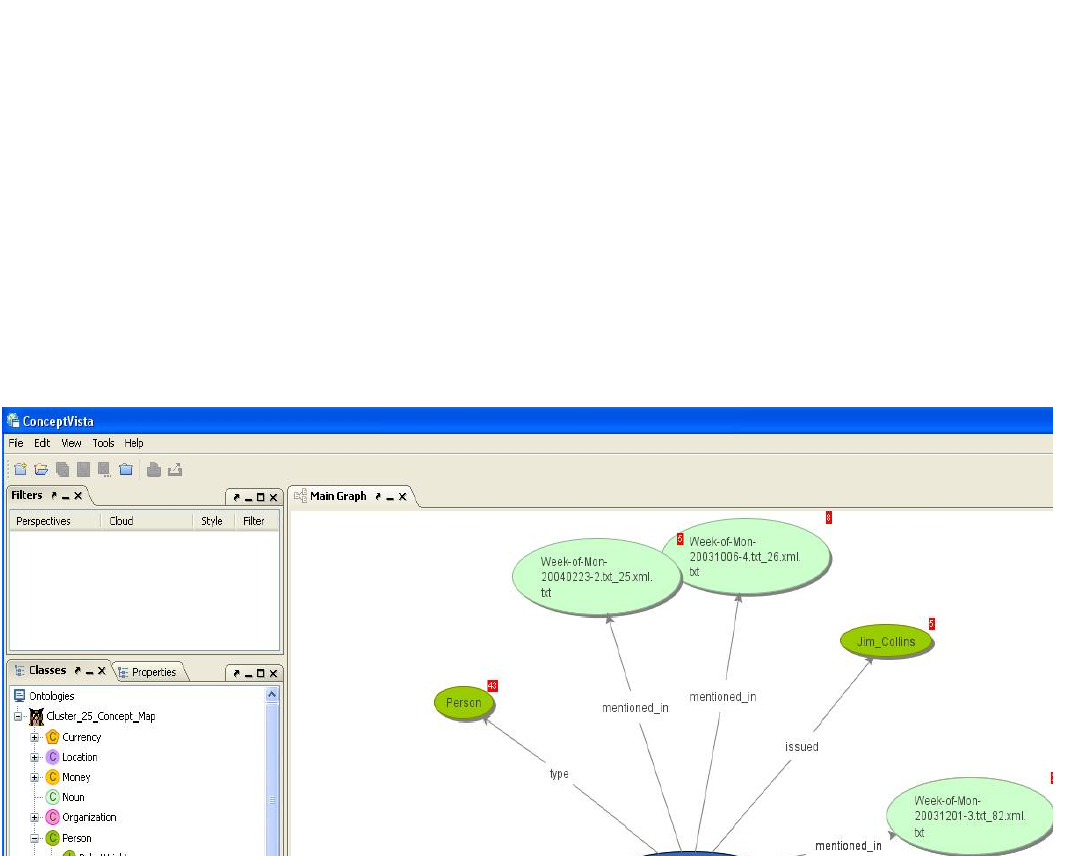 ConceptVista
File Edit View Tools Help
Filters
Perspectives Cloud Style Filter
Classes
Properties
Ontologies
Cluster_25_Concept_Map
C Currency
C Location
C Money
C Noun
C Organization
C Person
Main Graph
8
5
Week-of-Mon-
20031006-4.txt_26.xml.
txt
Week-of-Mon-
20040223-2.txt_25.xml.
txt
5
Jim_Collins
43
Person
mentioned_in
mentioned_in
issued
type
Week-of-Mon-
20031201-3.txt_82.xml.
txt
mentioned_in